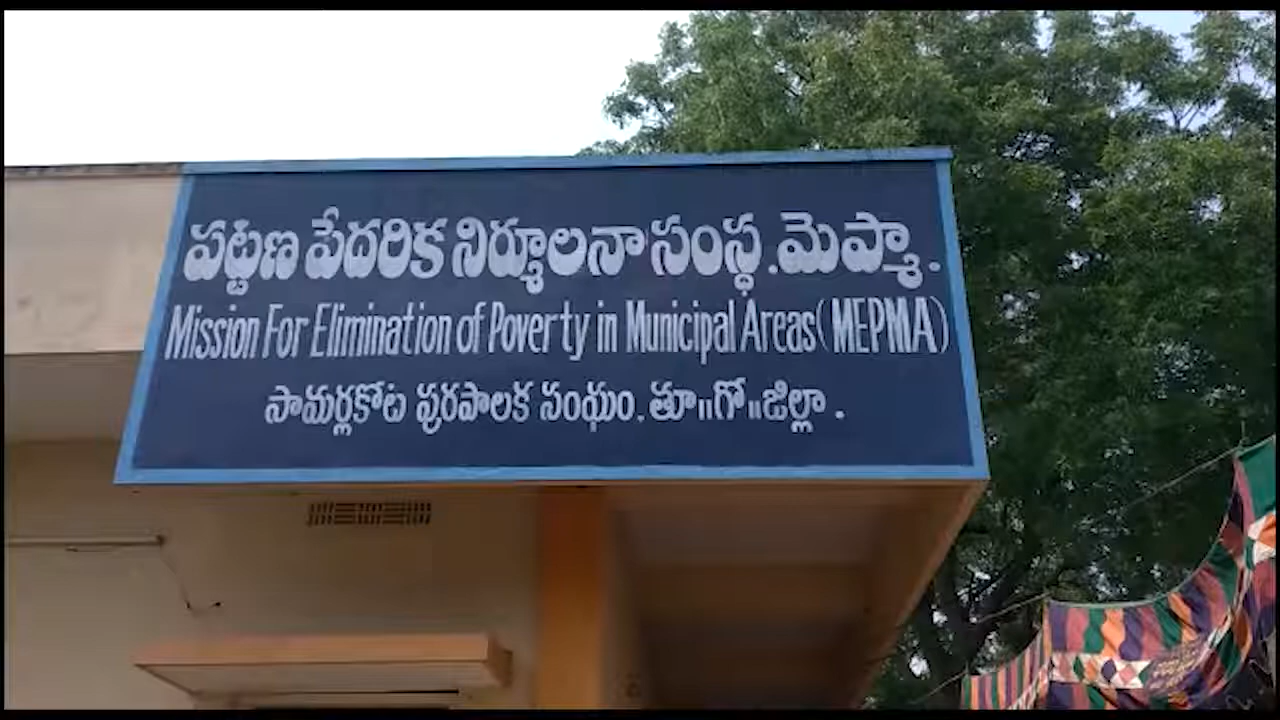 పట్టణ పేదరిక నిర్మూలనా సంస్థ.మెప్మా.
Mission For Elimination of Poverty in Municipal Areas(MEPMA)
సామర్లకోట పురపాలక సంఘం.తూ॥గో॥జిల్లా.